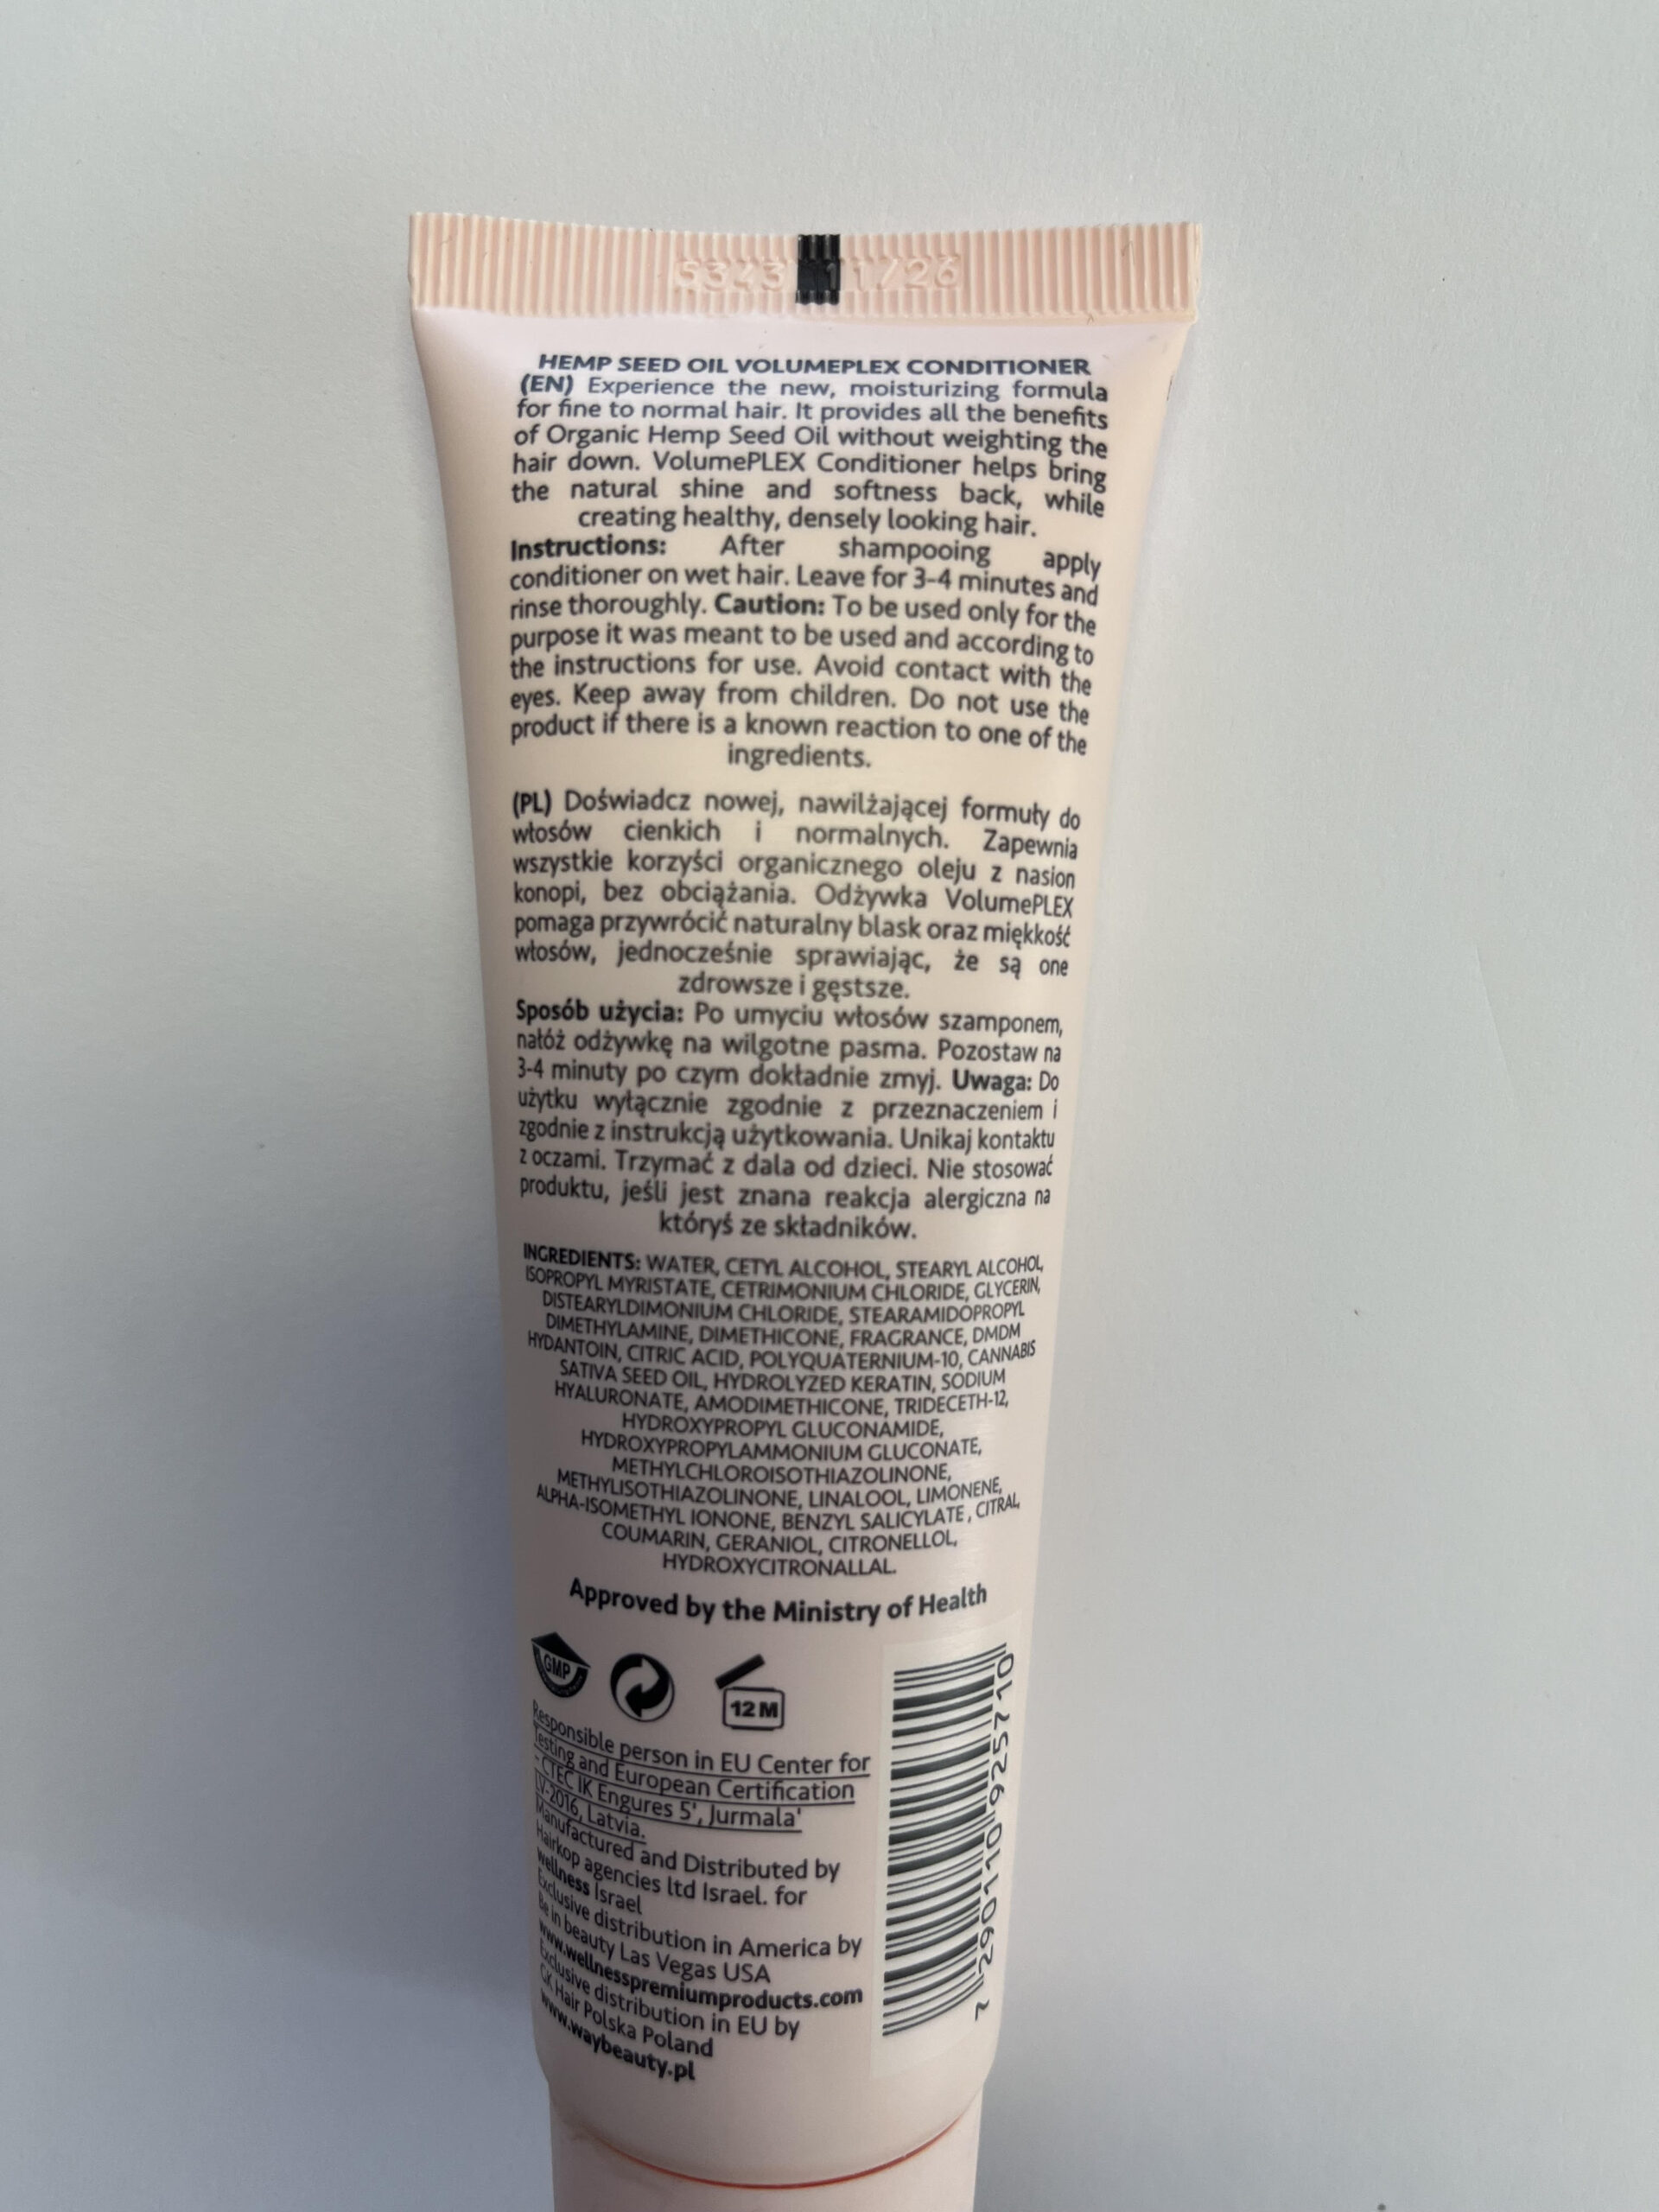 5343 11/26
HEMP SEED OIL VOLUMEPLEX CONDITIONER
(EN) Experience the new, moisturizing formula
for fine to normal hair. It provides all the benefits
of Organic Hemp Seed Oil without weighting the
hair down. VolumePLEX Conditioner helps bring
the natural shine and softness back, while
creating healthy, densely looking hair.
Instructions: After shampooing apply
conditioner on wet hair. Leave for 3-4 minutes and
rinse thoroughly. Caution: To be used only for the
purpose it was meant to be used and according to
the instructions for use. Avoid contact with the
eyes. Keep away from children. Do not use the
product if there is a known reaction to one of the
ingredients.
(PL) Doświadcz nowej, nawilżającej formuły do
włosów cienkich i normalnych. Zapewnia
wszystkie korzyści organicznego oleju z nasion
konopi, bez obciążania. Odżywka VolumePLEX
pomaga przywrócić naturalny blask oraz miękkość
włosów, jednocześnie sprawiając, że są one
zdrowsze i gęstsze.
Sposób użycia: Po umyciu włosów szamponem,
nałóż odżywkę na wilgotne pasma. Pozostaw na
3-4 minuty po czym dokładnie zmyj. Uwaga: Do
użytku wyłącznie zgodnie z przeznaczeniem i
zgodnie z instrukcją użytkowania. Unikaj kontaktu
z oczami. Trzymać z dala od dzieci. Nie stosować
produktu, jeśli jest znana reakcja alergiczna na
któryś ze składników.
INGREDIENTS: WATER, CETYL ALCOHOL, STEARYL ALCOHOL,
ISOPROPYL MYRISTATE, CETRIMONIUM CHLORIDE, GLYCERIN,
DISTEARYLDIMONIUM CHLORIDE, STEARAMIDOPROPYL
DIMETHYLAMINE, DIMETHICONE, FRAGRANCE, DMDM
HYDANTOIN, CITRIC ACID, POLYQUATERNIUM-10, CANNABIS
SATIVA SEED OIL, HYDROLYZED KERATIN, SODIUM
HYALURONATE, AMODIMETHICONE, TRIDECETH-12,
HYDROXYPROPYL GLUCONAMIDE,
HYDROXYPROPYLAMMONIUM GLUCONATE,
METHYLCHLOROISOTHIAZOLINONE,
METHYLISOTHIAZOLINONE, LINALOOL, LIMONENE,
ALPHA-ISOMETHYL IONONE, BENZYL SALICYLATE, CITRAL,
COUMARIN, GERANIOL, CITRONELLOL,
HYDROXYCITRONALLAL.
Approved by the Ministry of Health
GMP
12 M
Responsible person in EU Center for
Testing and European Certification
- CTEC IK Engures 5', Jurmala'
LV-2016, Latvia.
Manufactured and Distributed by
Hairkop agencies ltd Israel. for
wellness Israel
Exclusive distribution in America by
Be in beauty Las Vegas USA
www.wellnesspremiumproducts.com
Exclusive distribution in EU by
GK Hair Polska Poland
www.waybeauty.pl
7 290110 925710